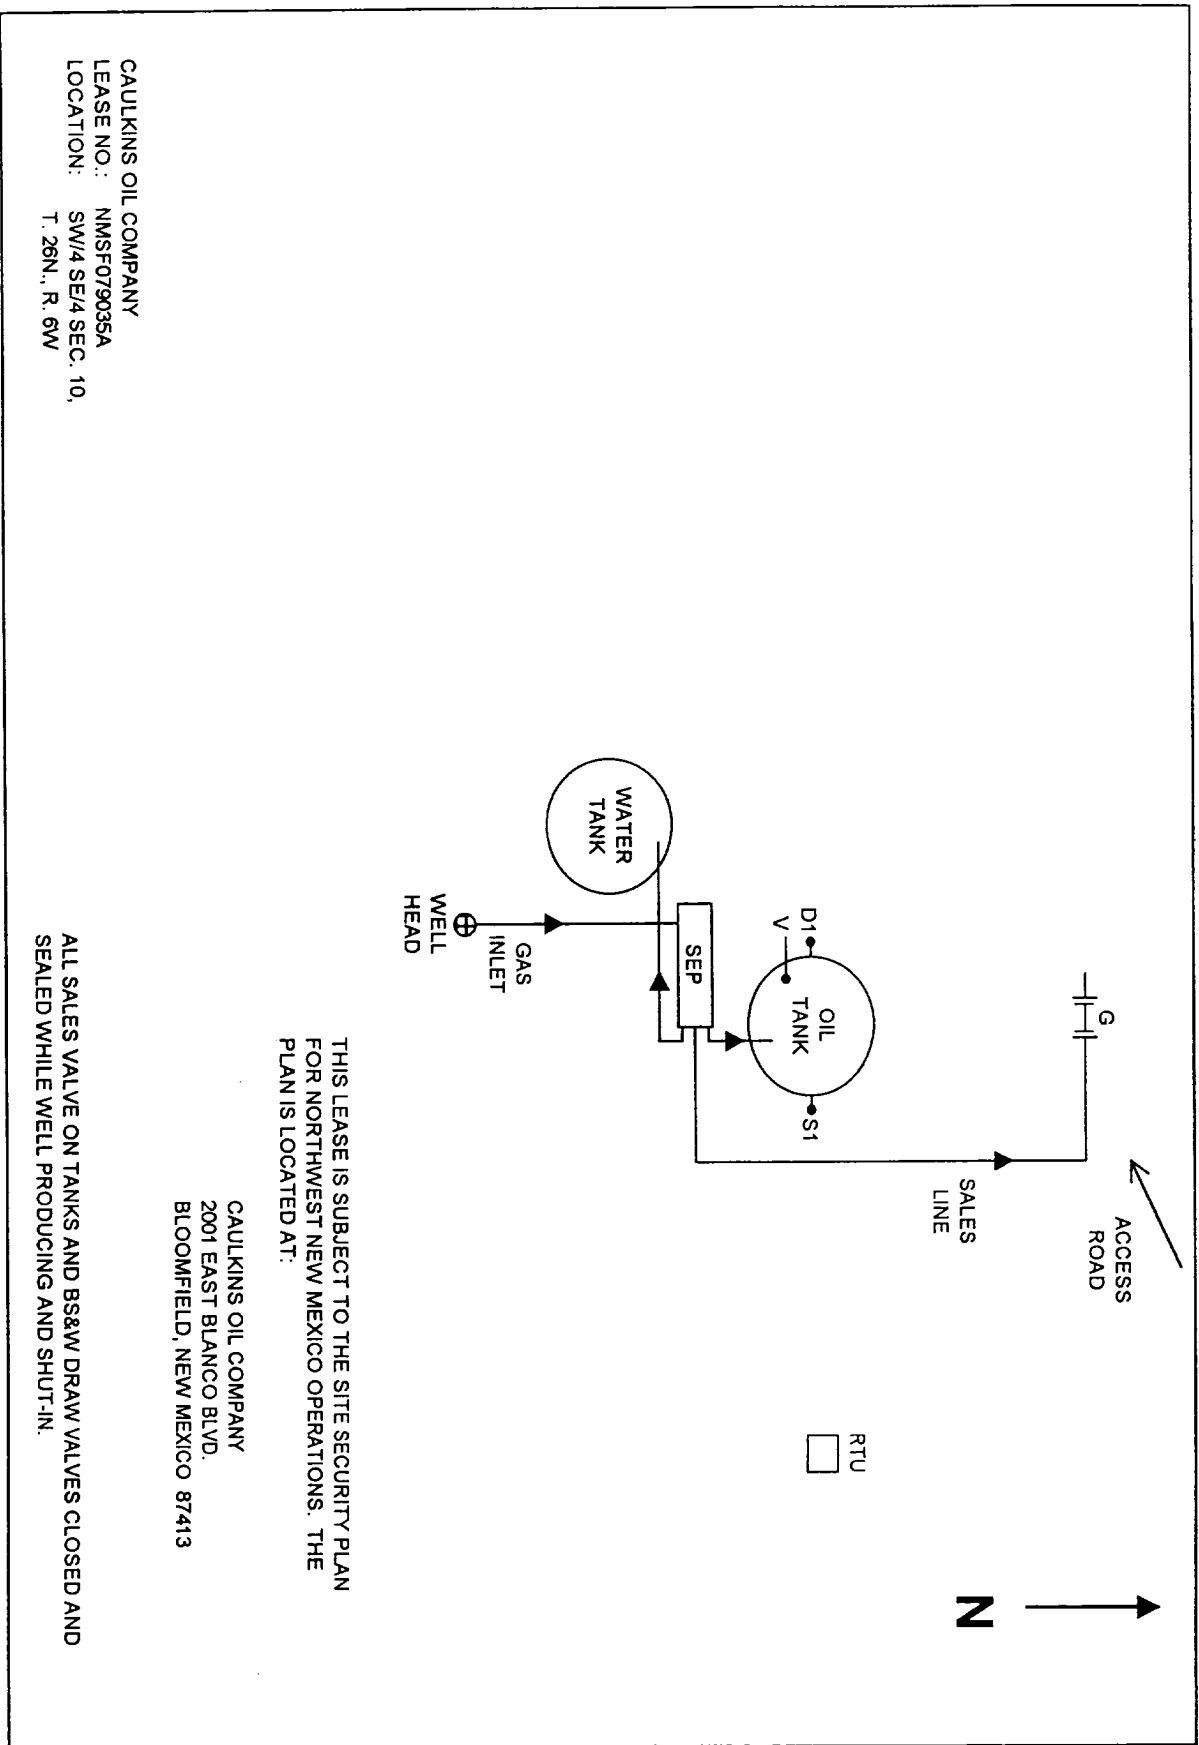 ACCESS
ROAD
G
RTU
N
SALES
LINE
OIL
TANK
D1
V
S1
SEP
WATER
TANK
GAS
INLET
WELL
HEAD
THIS LEASE IS SUBJECT TO THE SITE SECURITY PLAN
FOR NORTHWEST NEW MEXICO OPERATIONS. THE
PLAN IS LOCATED AT:
CAULKINS OIL COMPANY
2001 EAST BLANCO BLVD.
BLOOMFIELD, NEW MEXICO 87413
CAULKINS OIL COMPANY
LEASE NO.: NMSF079035A
LOCATION: SW/4 SE/4 SEC. 10,
T. 26N., R. 6W
ALL SALES VALVE ON TANKS AND BS&W DRAW VALVES CLOSED AND
SEALED WHILE WELL PRODUCING AND SHUT-IN.